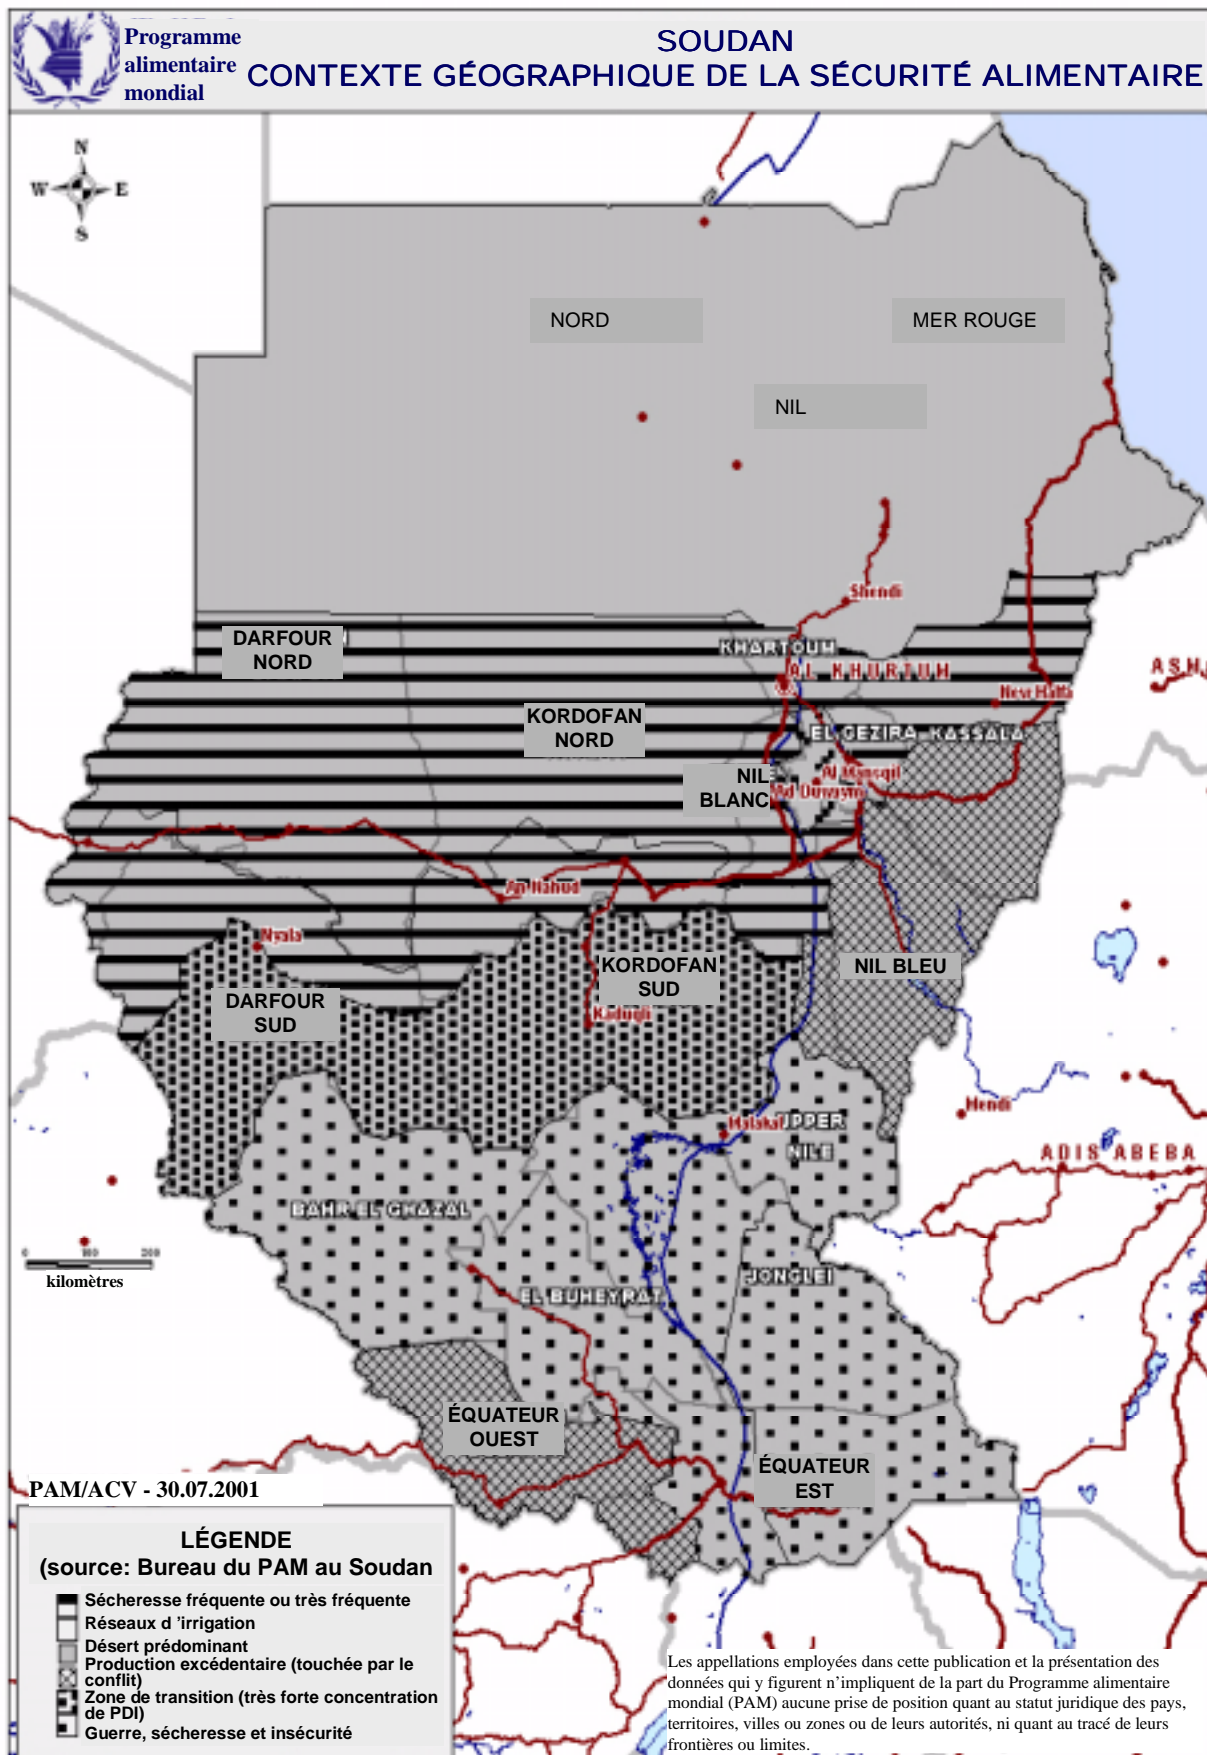 Programme
alimentaire
mondial
SOUDAN
CONTEXTE GÉOGRAPHIQUE DE LA SÉCURITÉ ALIMENTAIRE
N
W E
S
NORD
MER ROUGE
NIL
Shendi
DARFOUR
NORD
KHARTOUM
AL KHURTUM
New Halfa
KORDOFAN
NORD
EL GEZIRA
KASSALA
NIL
BLANC
Al Manaqil
Ad Duwaym
An Nahud
Nyala
KORDOFAN
SUD
NIL BLEU
DARFOUR
SUD
Kaduqli
Malakal
UPPER
NILE
Mendi
ADIS ABEBA
BAHR EL GHAZAL
0 100 200
kilomètres
JONGLEI
EL BUHEYRAT
ÉQUATEUR
OUEST
ÉQUATEUR
EST
PAM/ACV - 30.07.2001
LÉGENDE
(source: Bureau du PAM au Soudan
Sécheresse fréquente ou très fréquente
Réseaux d ’irrigation
Désert prédominant
Production excédentaire (touchée par le
conflit)
Zone de transition (très forte concentration
de PDI)
Guerre, sécheresse et insécurité
Les appellations employées dans cette publication et la présentation des
données qui y figurent n’impliquent de la part du Programme alimentaire
mondial (PAM) aucune prise de position quant au statut juridique des pays,
territoires, villes ou zones ou de leurs autorités, ni quant au tracé de leurs
frontières ou limites.